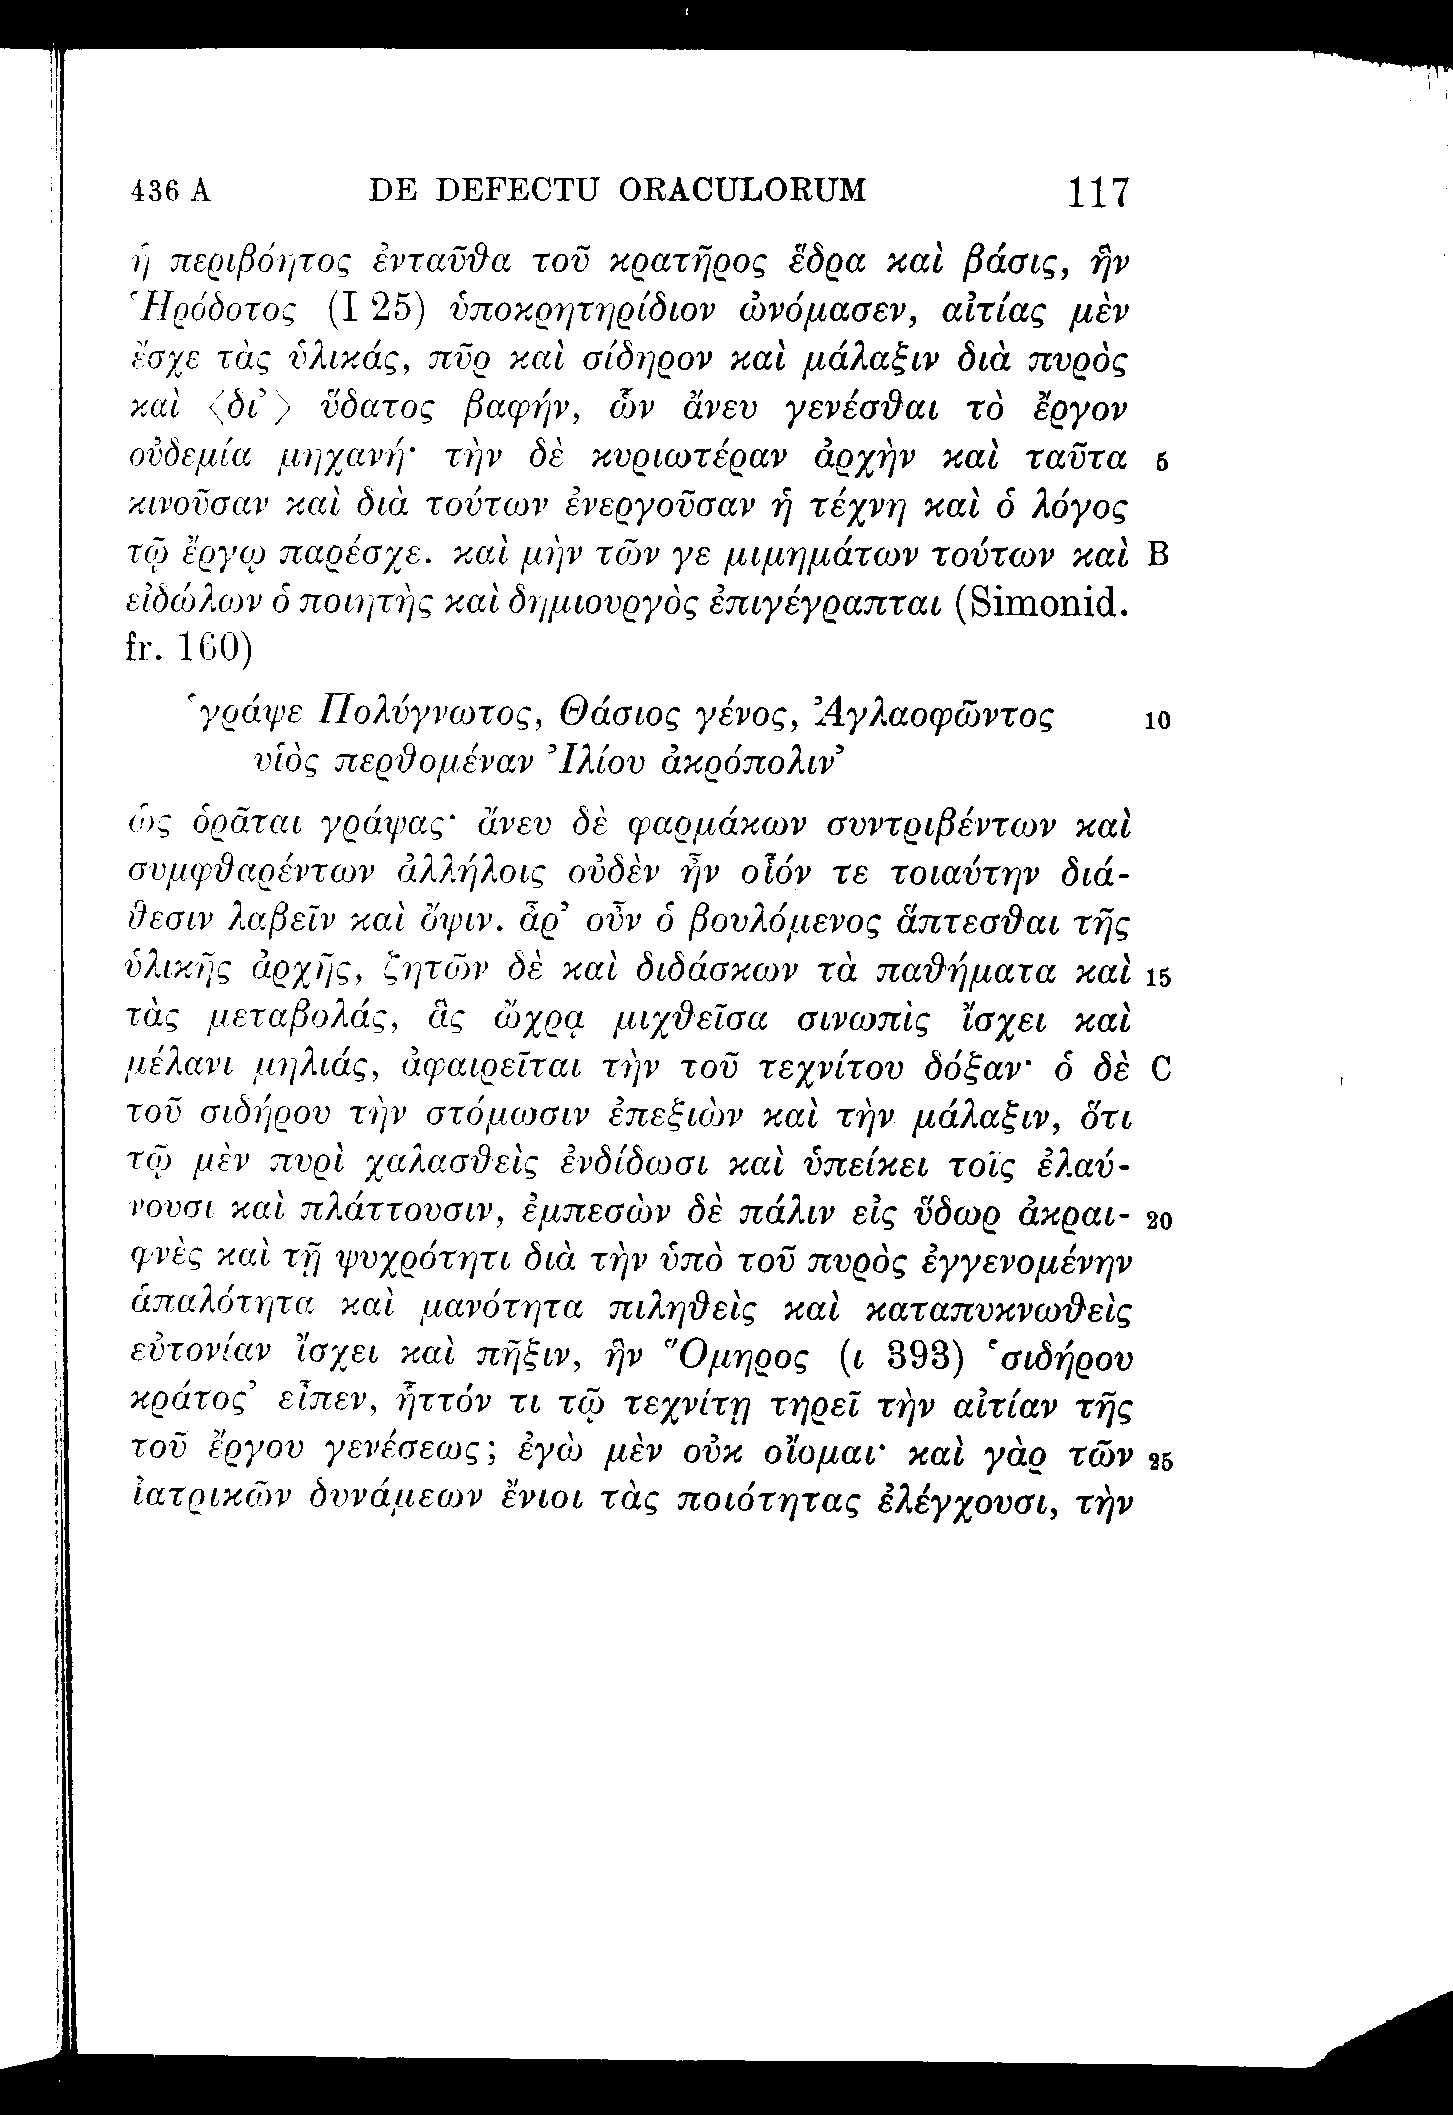 436 A DE DEFECTU ORACULORUM 117
ἡ περιβόητος ἐνταῦθα τοῦ κρατῆρος ἕδρα καὶ βάσις, ἣν
Ἡρόδοτος (I 25) ὑποκρητηρίδιον ὠνόμασεν, αἰτίας μὲν
ἔσχε τὰς ὑλικάς, πῦρ καὶ σίδηρον καὶ μάλαξιν διὰ πυρὸς
καὶ ⟨δι’⟩ ὕδατος βαφήν, ὧν ἄνευ γενέσθαι τὸ ἔργον
οὐδεμία μηχανή· τὴν δὲ κυριωτέραν ἀρχὴν καὶ ταῦτα 5
κινοῦσαν καὶ διὰ τούτων ἐνεργοῦσαν ἡ τέχνη καὶ ὁ λόγος
τῷ ἔργῳ παρέσχε. καὶ μὴν τῶν γε μιμημάτων τούτων καὶ B
εἰδώλων ὁ ποιητὴς καὶ δημιουργὸς ἐπιγέγραπται (Simonid.
fr. 160)
‘γράψε Πολύγνωτος, Θάσιος γένος, Ἀγλαοφῶντος 10
υἱὸς περθομέναν Ἰλίου ἀκρόπολιν’
ὡς ὁρᾶται γράψας· ἄνευ δὲ φαρμάκων συντριβέντων καὶ
συμφθαρέντων ἀλλήλοις οὐδὲν ἦν οἷόν τε τοιαύτην διά-
θεσιν λαβεῖν καὶ ὄψιν. ἆρ’ οὖν ὁ βουλόμενος ἅπτεσθαι τῆς
ὑλικῆς ἀρχῆς, ζητῶν δὲ καὶ διδάσκων τὰ παθήματα καὶ 15
τὰς μεταβολάς, ἃς ὤχρᾳ μιχθεῖσα σινωπὶς ἴσχει καὶ
μέλανι μηλιάς, ἀφαιρεῖται τὴν τοῦ τεχνίτου δόξαν· ὁ δὲ C
τοῦ σιδήρου τὴν στόμωσιν ἐπεξιὼν καὶ τὴν μάλαξιν, ὅτι
τῷ μὲν πυρὶ χαλασθεὶς ἐνδίδωσι καὶ ὑπείκει τοῖς ἐλαύ-
νουσι καὶ πλάττουσιν, ἐμπεσὼν δὲ πάλιν εἰς ὕδωρ ἀκραι- 20
φνὲς καὶ τῇ ψυχρότητι διὰ τὴν ὑπὸ τοῦ πυρὸς ἐγγενομένην
ἁπαλότητα καὶ μανότητα πιληθεὶς καὶ καταπυκνωθεὶς
εὐτονίαν ἴσχει καὶ πῆξιν, ἣν Ὅμηρος (ι 393) ‘σιδήρου
κράτος’ εἶπεν, ἧττόν τι τῷ τεχνίτῃ τηρεῖ τὴν αἰτίαν τῆς
τοῦ ἔργου γενέσεως; ἐγὼ μὲν οὐκ οἴομαι· καὶ γὰρ τῶν 25
ἰατρικῶν δυνάμεων ἔνιοι τὰς ποιότητας ἐλέγχουσι, τὴν